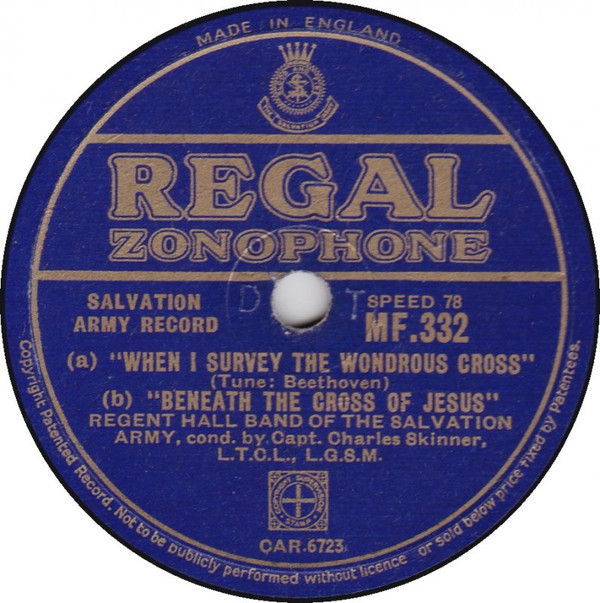 MADE IN ENGLAND
THE SALVATION ARMY
REGAL
ZONOPHONE
SALVATION
ARMY RECORD
D T
SPEED 78
MF.332
(a) "WHEN I SURVEY THE WONDROUS CROSS"
(Tune: Beethoven)
(b) "BENEATH THE CROSS OF JESUS"
REGENT HALL BAND OF THE SALVATION
ARMY, cond. by Capt. Charles Skinner,
L.T.C.L., L.G.S.M.
COPYRIGHT SUPERVISION
STAMP
CAR.6723
Copyright Patented Record. Not to be publicly performed without licence or sold below price fixed by Patentees.